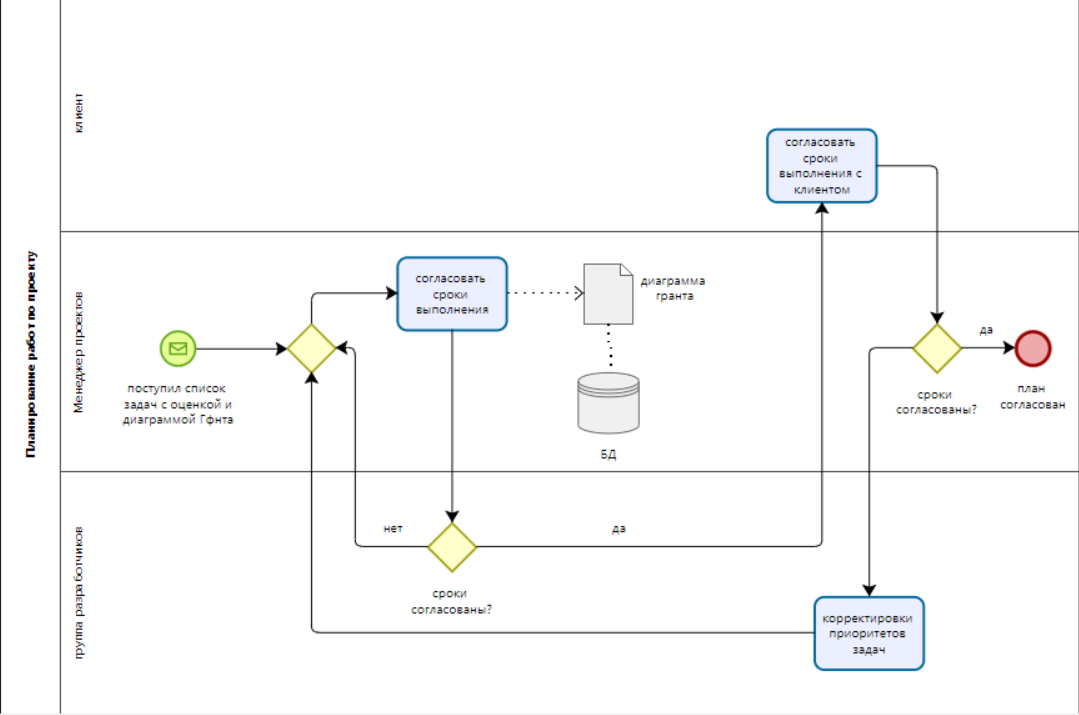 Планирование работ по проекту
клиент
согласовать
сроки
выполнения с
клиентом
Менеджер проектов
поступил список
задач с оценкой и
диаграммой Гфнта
согласовать
сроки
выполнения
диаграмма
гранта
БД
сроки
согласованы?
да
план
согласован
группа разработчиков
нет
да
сроки
согласованы?
корректировки
приоритетов
задач